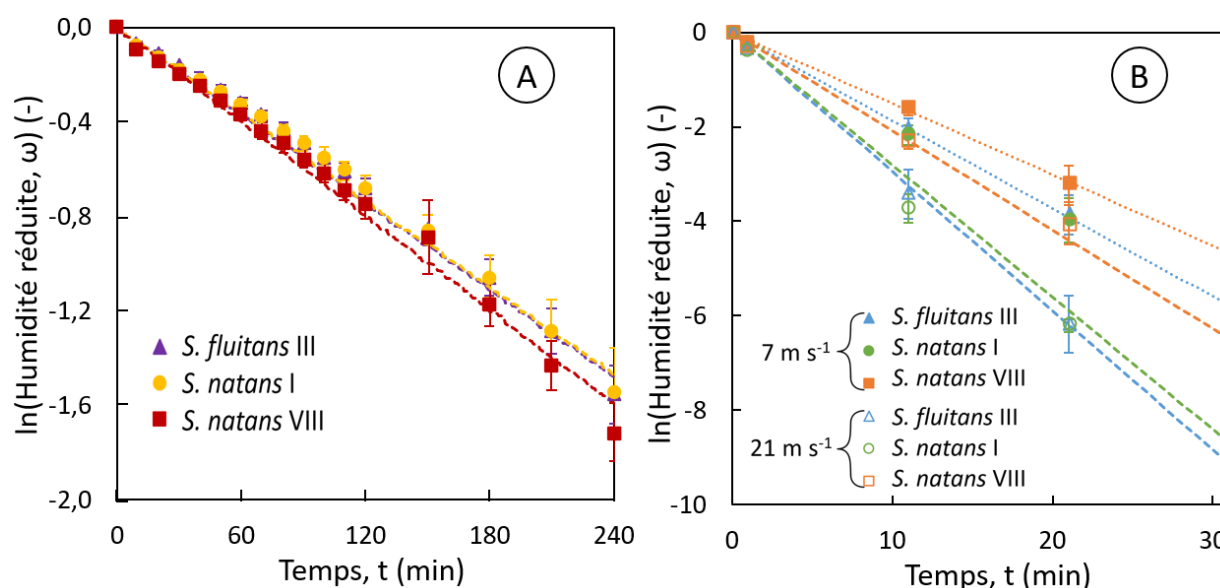 0,0
-0,4
-0,8
-1,2
-1,6
-2,0
ln(Humidité réduite, ω) (-)
A
S. fluitans III
S. natans I
S. natans VIII
0 60 120 180 240
Temps, t (min)
0
-2
-4
-6
-8
-10
ln(Humidité réduite, ω) (-)
B
7 m s⁻¹
S. fluitans III
S. natans I
S. natans VIII
21 m s⁻¹
S. fluitans III
S. natans I
S. natans VIII
0 10 20 30
Temps, t (min)